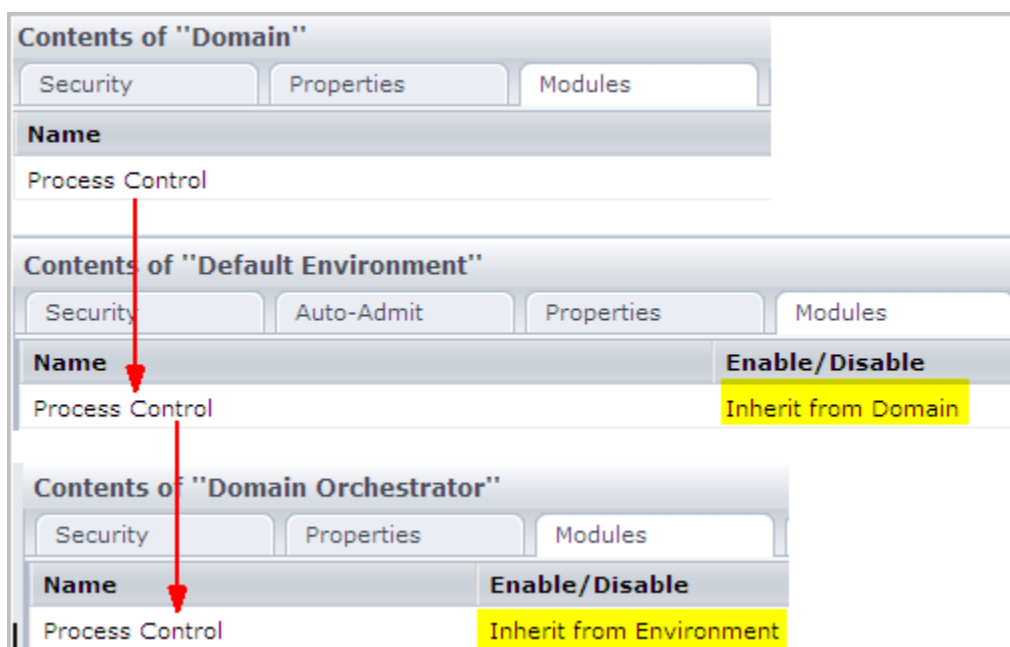 Contents of ''Domain''
Security Properties Modules
Name
Process Control
Contents of ''Default Environment''
Security Auto-Admit Properties Modules
Name Enable/Disable
Process Control Inherit from Domain
Contents of ''Domain Orchestrator''
Security Properties Modules
Name Enable/Disable
Process Control Inherit from Environment